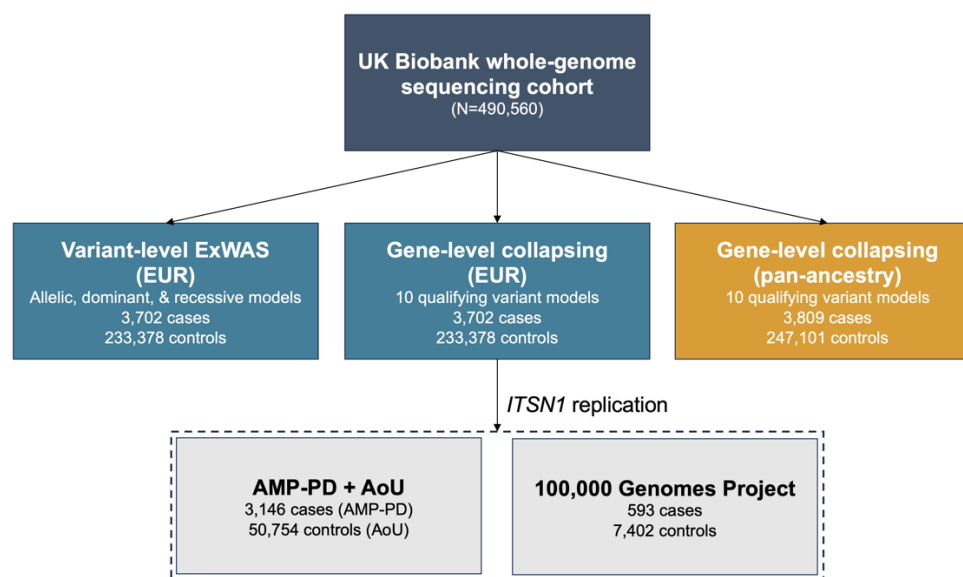 UK Biobank whole-genome
sequencing cohort
(N=490,560)
Variant-level ExWAS
(EUR)
Allelic, dominant, & recessive models
3,702 cases
233,378 controls
Gene-level collapsing
(EUR)
10 qualifying variant models
3,702 cases
233,378 controls
Gene-level collapsing
(pan-ancestry)
10 qualifying variant models
3,809 cases
247,101 controls
ITSN1 replication
AMP-PD + AoU
3,146 cases (AMP-PD)
50,754 controls (AoU)
100,000 Genomes Project
593 cases
7,402 controls